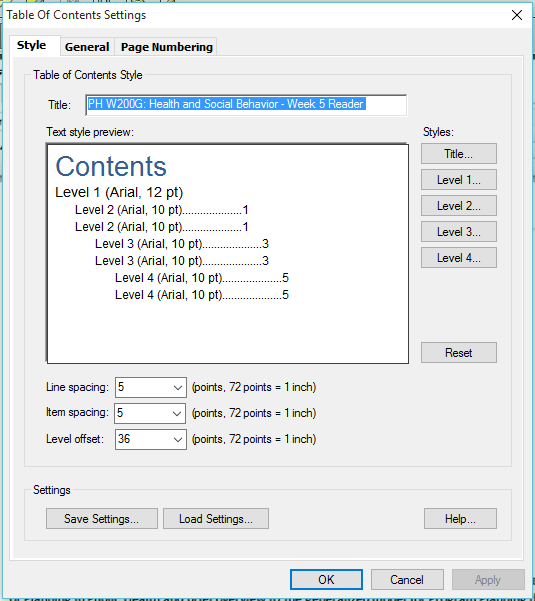 Table Of Contents Settings
Style General Page Numbering
Table of Contents Style
Title: PH W200G: Health and Social Behavior - Week 5 Reader
Text style preview: Styles:
Contents
Level 1 (Arial, 12 pt)
Level 2 (Arial, 10 pt)....................1
Level 2 (Arial, 10 pt)....................1
Level 3 (Arial, 10 pt)....................3
Level 3 (Arial, 10 pt)....................3
Level 4 (Arial, 10 pt)....................5
Level 4 (Arial, 10 pt)....................5
Title...
Level 1...
Level 2...
Level 3...
Level 4...
Reset
Line spacing: 5 (points, 72 points = 1 inch)
Item spacing: 5 (points, 72 points = 1 inch)
Level offset: 36 (points, 72 points = 1 inch)
Settings
Save Settings... Load Settings... Help...
OK Cancel Apply